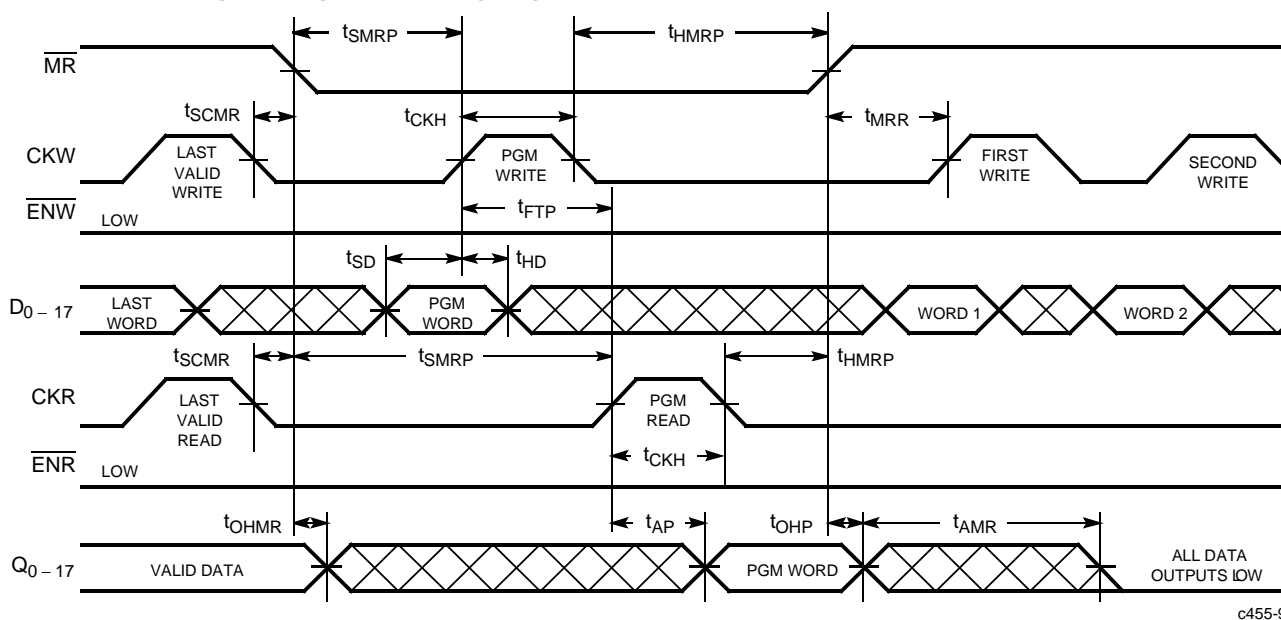 tSMRP tHMRP
MR
tSCMR tCKH tMRR
CKW LAST VALID WRITE PGM WRITE FIRST WRITE SECOND WRITE
ENW LOW tFTP
tSD tHD
D0 – 17 LAST WORD PGM WORD WORD 1 WORD 2
tSCMR tSMRP tHMRP
CKR LAST VALID READ PGM READ
ENR LOW tCKH
tOHMR tAP tOHP tAMR
Q0 – 17 VALID DATA PGM WORD ALL DATA OUTPUTS LOW
c455-9